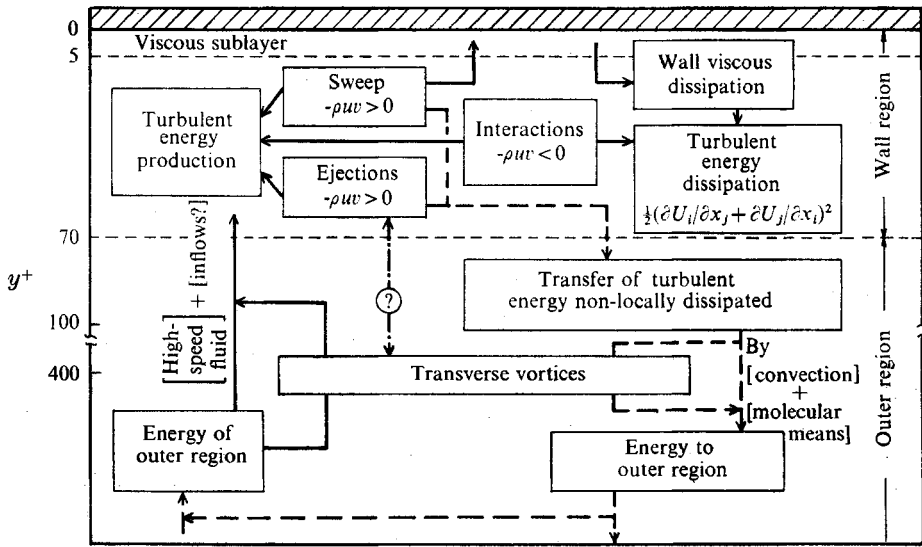 0
Viscous sublayer
5
Sweep
-ρuv > 0
Wall viscous
dissipation
Turbulent
energy
production
Interactions
-ρuv < 0
Turbulent
energy
dissipation
½(∂U_i/∂x_j + ∂U_j/∂x_i)²
Ejections
-ρuv > 0
Wall region
70
y⁺
[High-
speed
fluid] + [inflows?]
?
Transfer of turbulent
energy non-locally dissipated
100
400
Transverse vortices
By
[convection]
+
[molecular
means]
Energy of
outer region
Energy to
outer region
Outer region